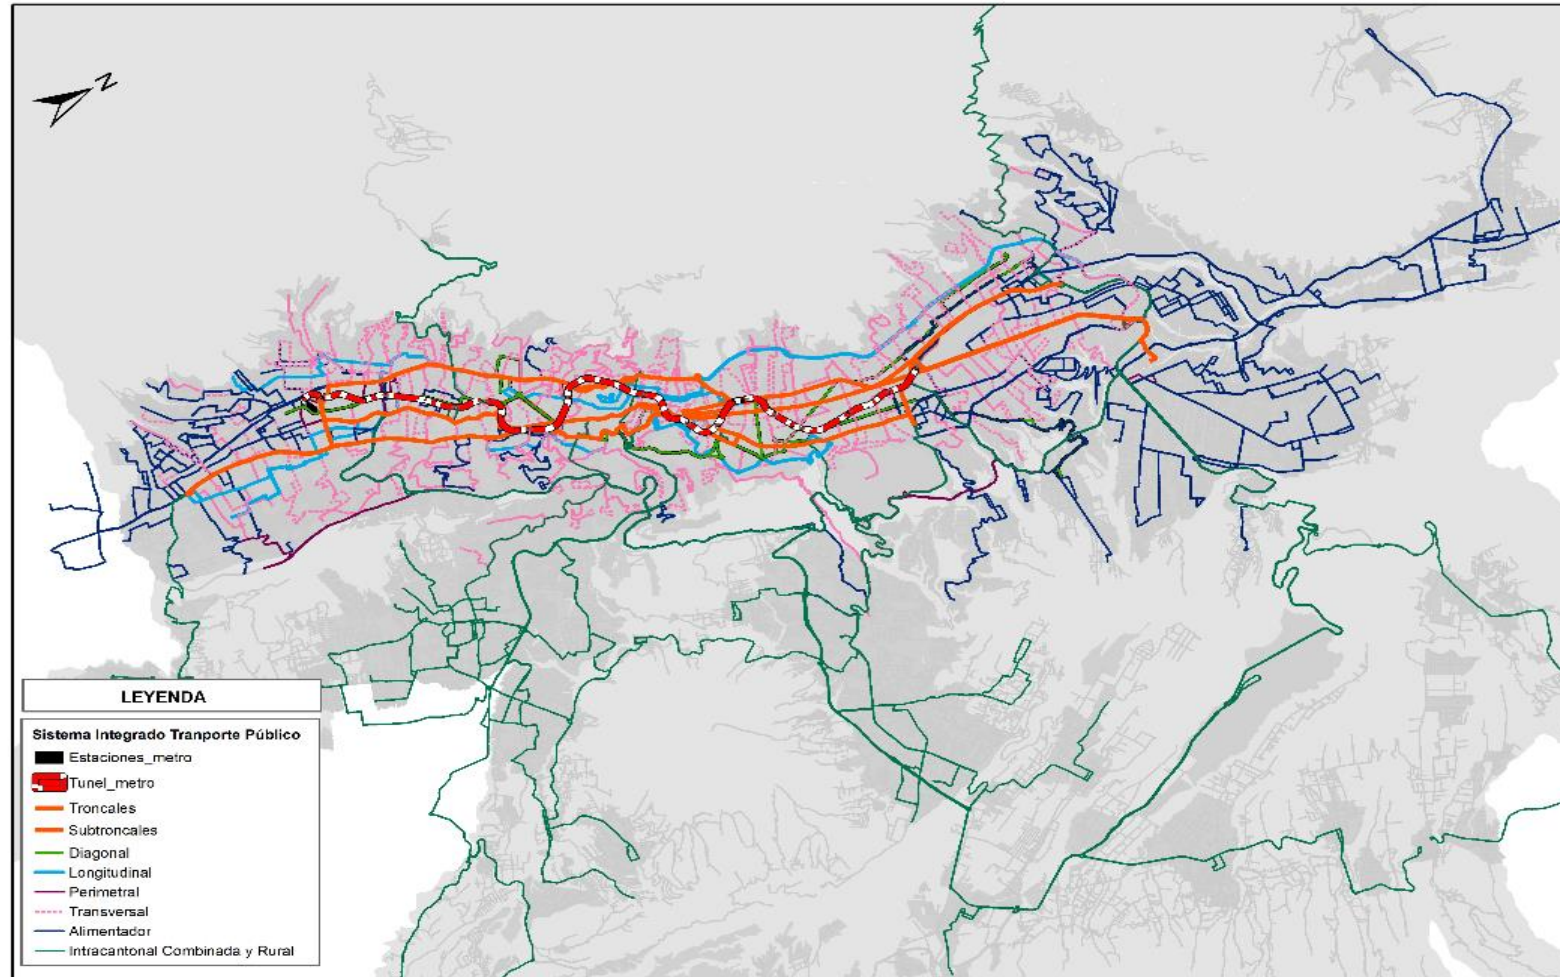 N
LEYENDA
Sistema Integrado Tranporte Público
Estaciones_metro
Tunel_metro
Troncales
Subtroncales
Diagonal
Longitudinal
Perimetral
Transversal
Alimentador
Intracantonal Combinada y Rural